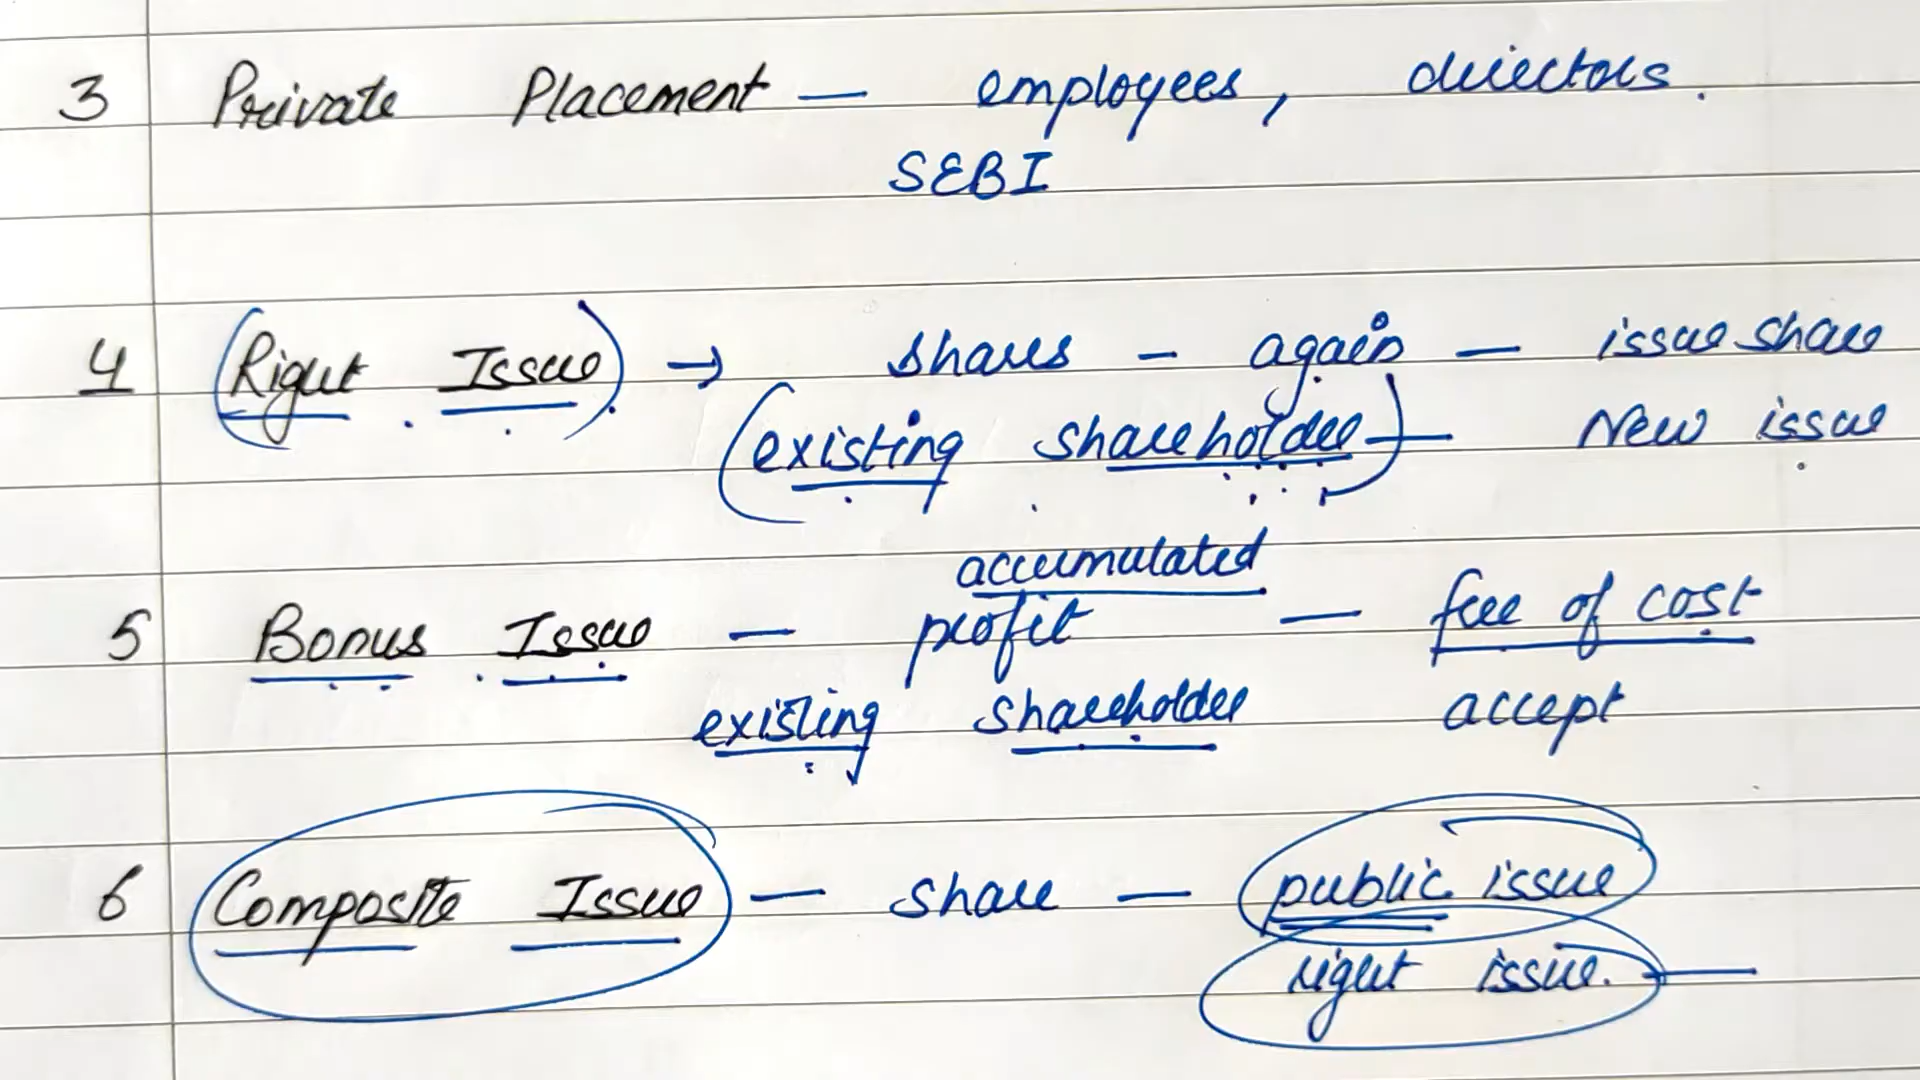 3 Private Placement — employees, directors.
SEBI
4 (Right Issue) → shares - again — issue share
(existing shareholder) — New issue
accumulated
5 Bonus Issue — profit — free of cost
existing shareholder accept
6 Composite Issue — share — public issue
right issue. —